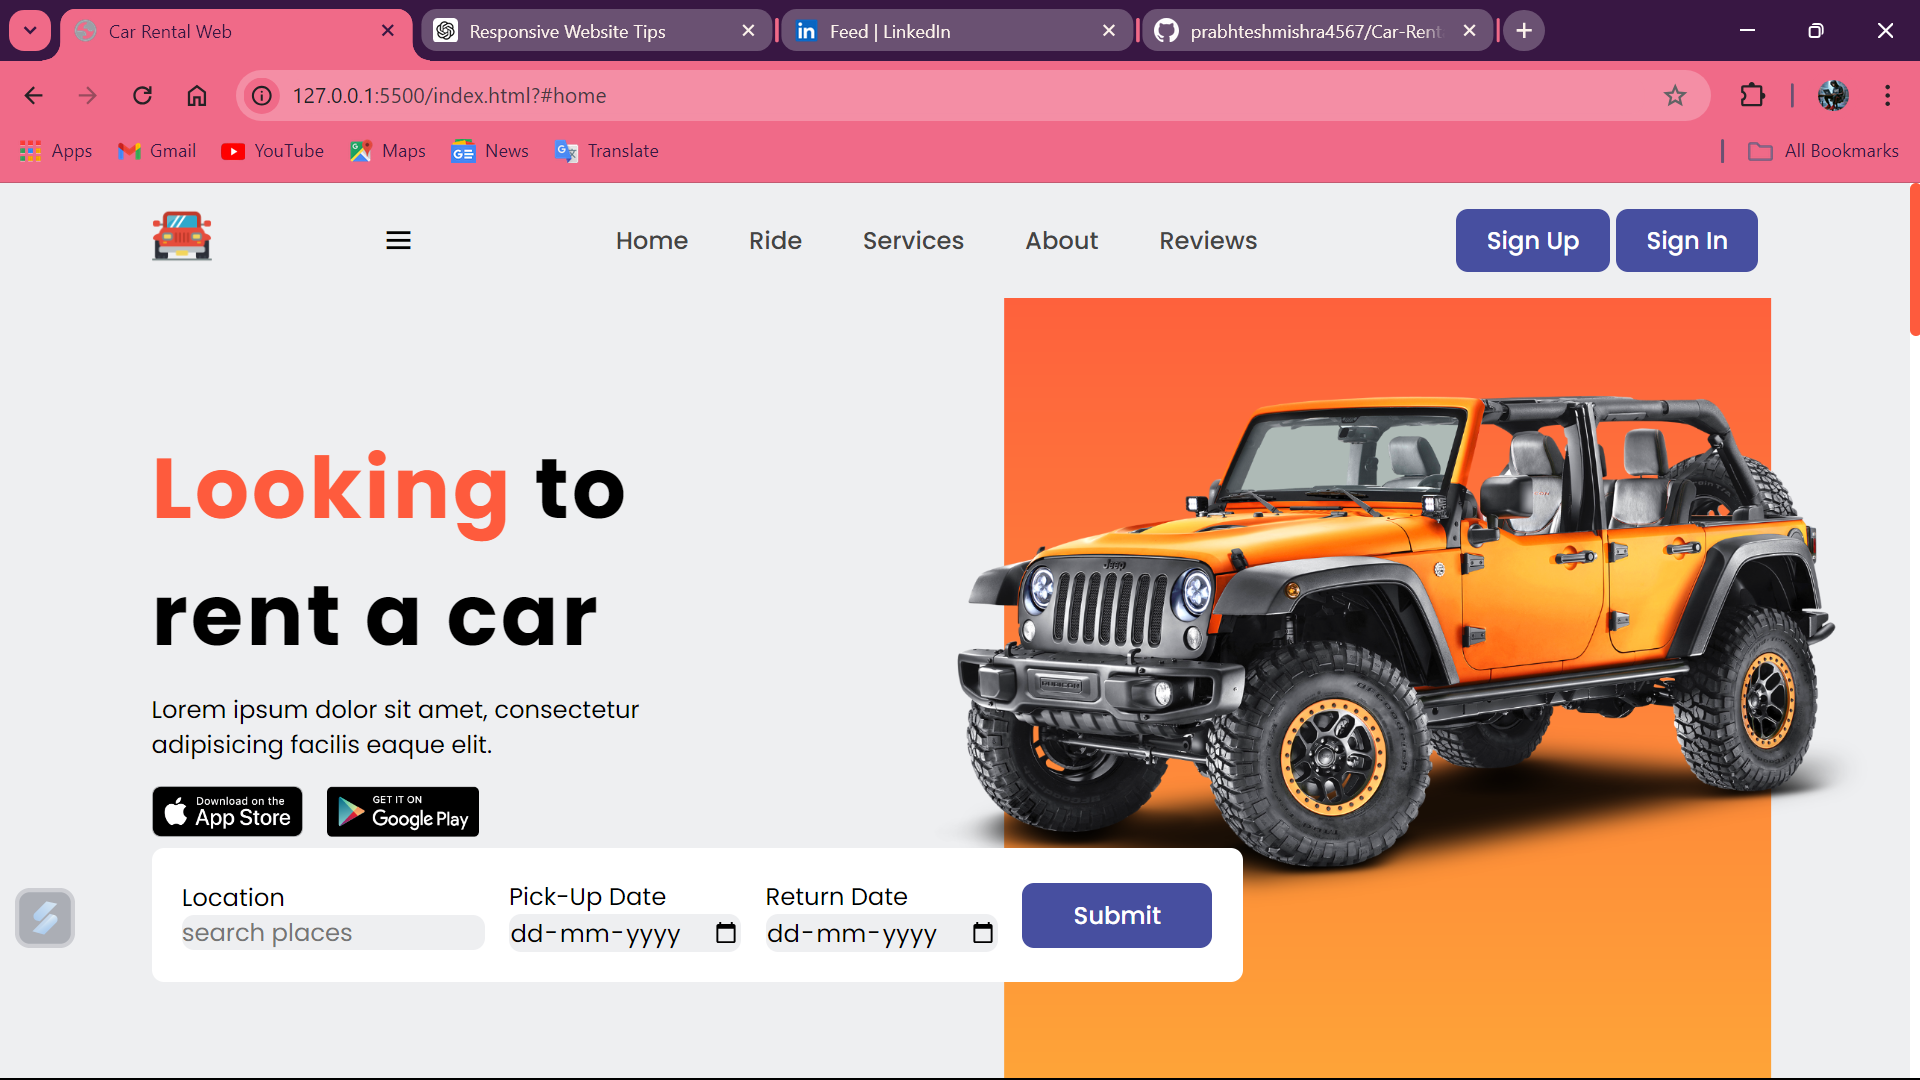 Car Rental Web
Responsive Website Tips
Feed | LinkedIn
prabhteshmishra4567/Car-Rent
127.0.0.1:5500/index.html?#home
Apps
Gmail
YouTube
Maps
News
Translate
All Bookmarks
Home
Ride
Services
About
Reviews
Sign Up
Sign In
Looking to
rent a car
Lorem ipsum dolor sit amet, consectetur
adipisicing facilis eaque elit.
Download on the
App Store
GET IT ON
Google Play
Location
search places
Pick-Up Date
dd-mm-yyyy
Return Date
dd-mm-yyyy
Submit
Jeep
RUBICON